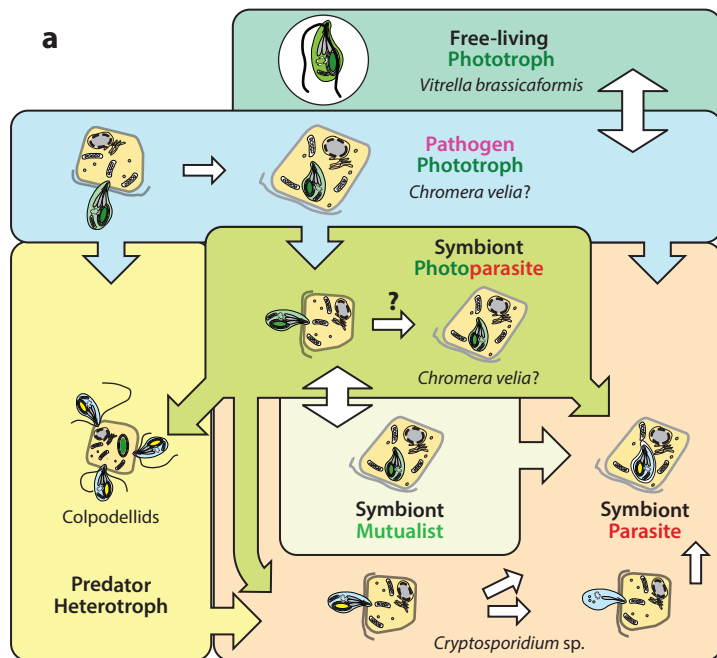 a
Free-living
Phototroph
Vitrella brassicaformis
Pathogen
Phototroph
Chromera velia?
Symbiont
Photoparasite
?
Chromera velia?
Colpodellids
Symbiont
Mutualist
Symbiont
Parasite
Predator
Heterotroph
Cryptosporidium sp.